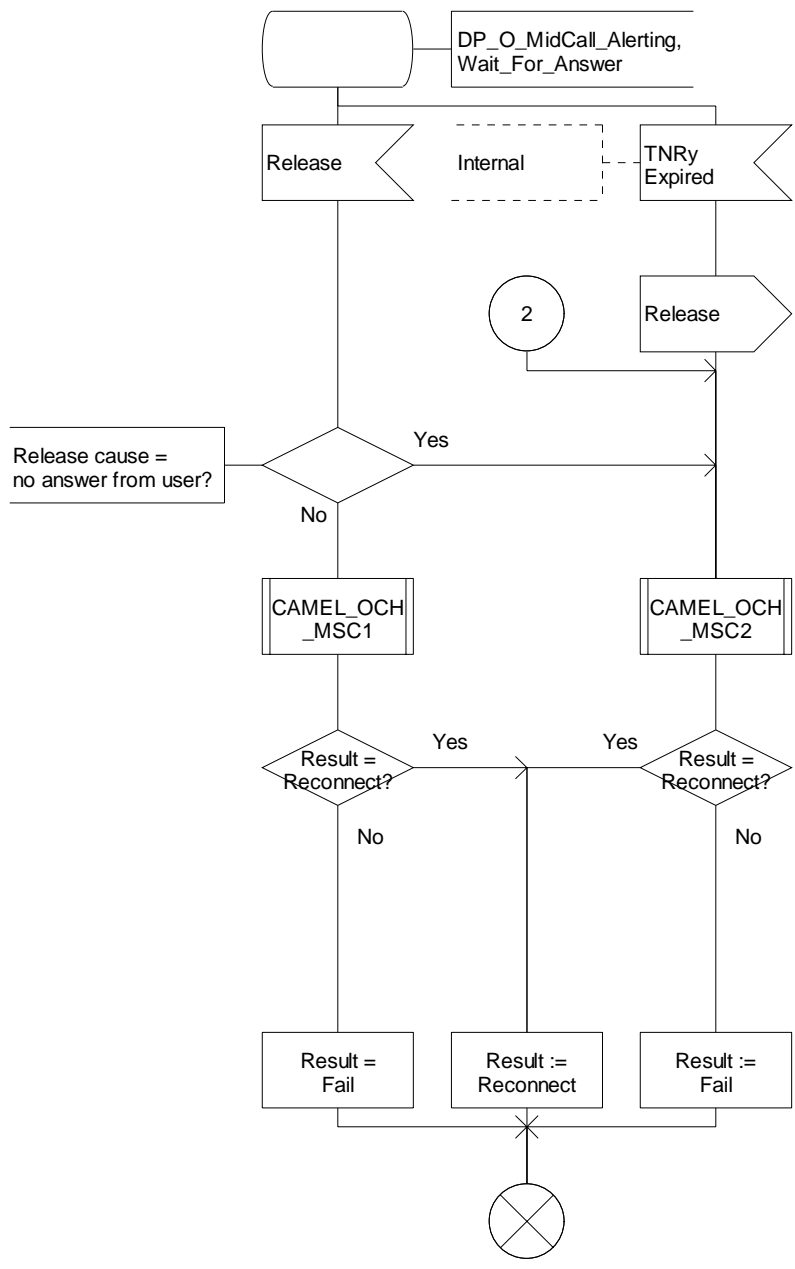 DP_O_MidCall_Alerting,
Wait_For_Answer
Release
Internal
TNRy
Expired
2
Release
Release cause =
no answer from user?
Yes
No
CAMEL_OCH
_MSC1
CAMEL_OCH
_MSC2
Result =
Reconnect?
Yes
Yes
Result =
Reconnect?
No
No
Result =
Fail
Result :=
Reconnect
Result :=
Fail